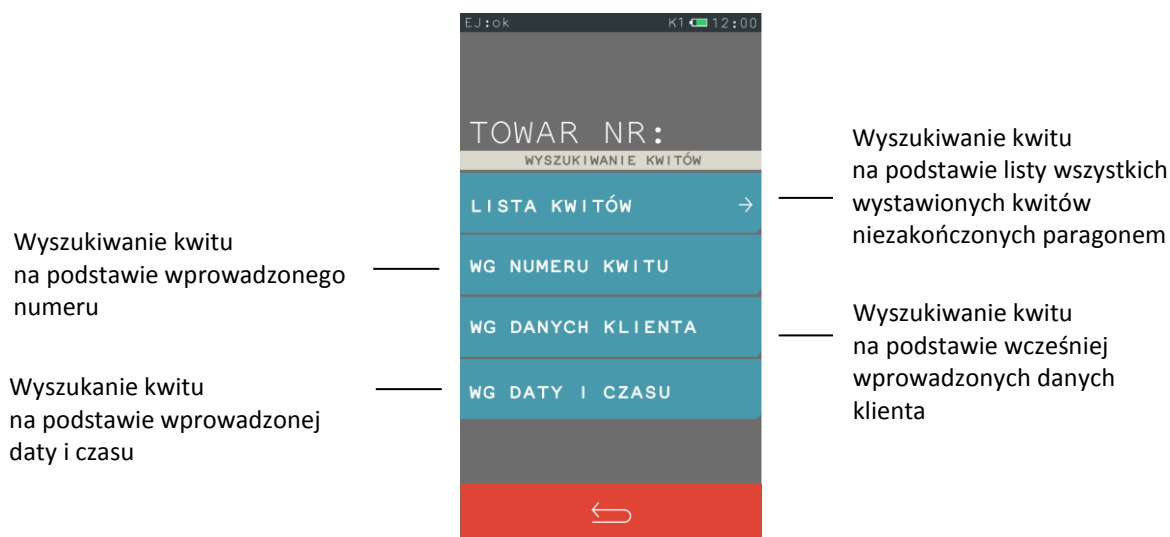 EJ:ok K1 12:00
TOWAR NR:
WYSZUKIWANIE KWITÓW
LISTA KWITÓW →
WG NUMERU KWITU
WG DANYCH KLIENTA
WG DATY I CZASU
Wyszukiwanie kwitu
na podstawie wprowadzonego
numeru
Wyszukanie kwitu
na podstawie wprowadzonej
daty i czasu
Wyszukiwanie kwitu
na podstawie listy wszystkich
wystawionych kwitów
niezakończonych paragonem
Wyszukiwanie kwitu
na podstawie wcześniej
wprowadzonych danych
klienta